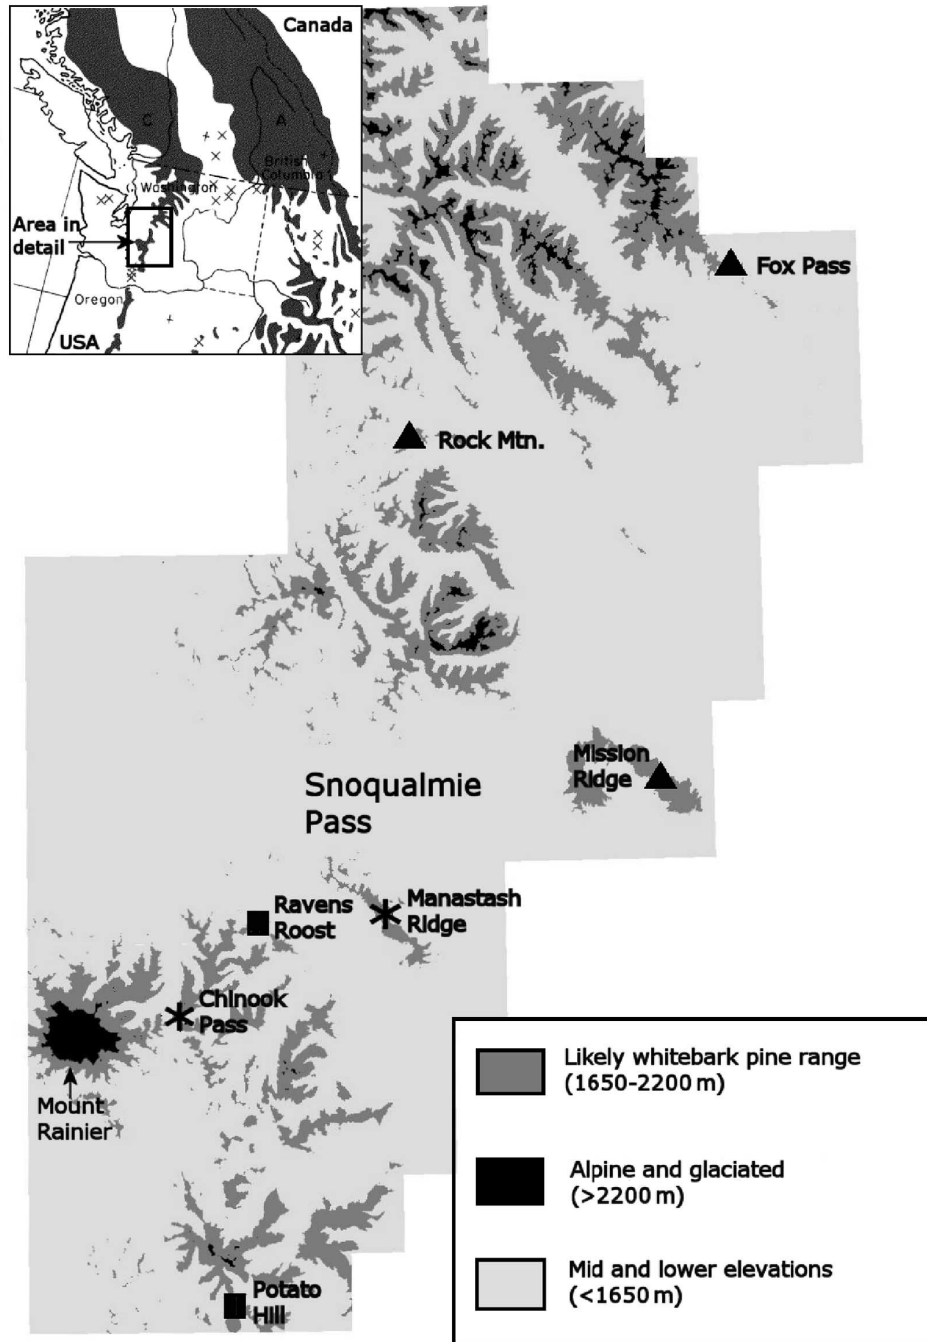 Canada
C
A
British
Columbia
Washington
Area in
detail
Oregon
USA
Fox Pass
Rock Mtn.
Mission
Ridge
Snoqualmie
Pass
Ravens
Roost
Manastash
Ridge
Chinook
Pass
Mount
Rainier
Potato
Hill
Likely whitebark pine range
(1650-2200 m)
Alpine and glaciated
(>2200 m)
Mid and lower elevations
(<1650 m)